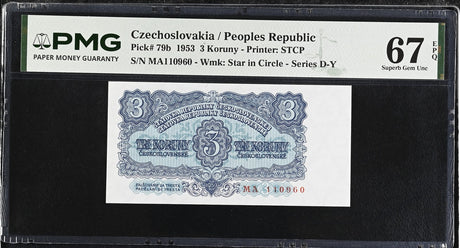 PMG
PAPER MONEY GUARANTY
Czechoslovakia / Peoples Republic
Pick# 79b 1953 3 Koruny - Printer: STCP
S/N MA110960 - Wmk: Star in Circle - Series D-Y
67 EPQ
Superb Gem Unc
3 3
3
TŘI KORUNY TŘI KORUNY
ČESKOSLOVENSKÉ ČESKOSLOVENSKÉ
MA 110960